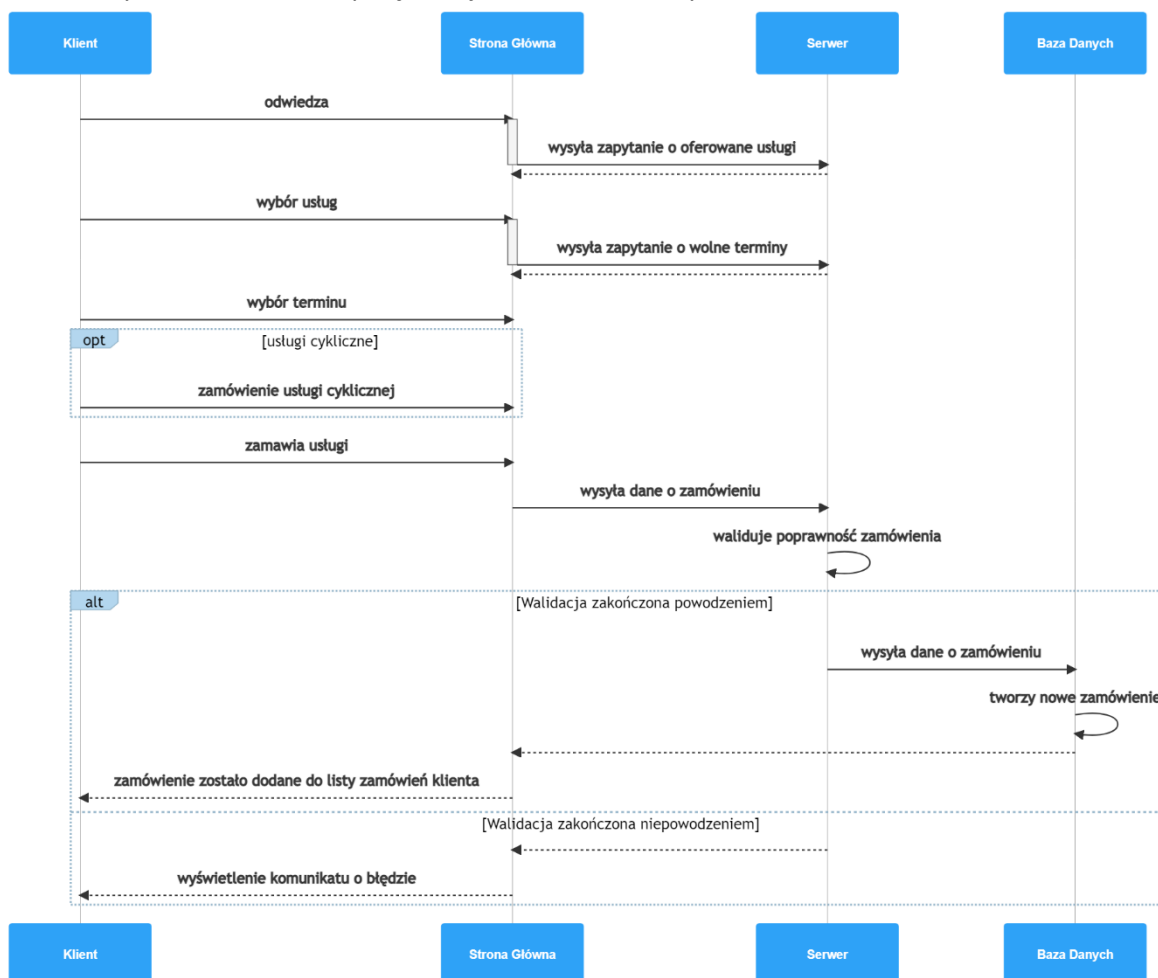 Klient
Strona Główna
Serwer
Baza Danych
odwiedza
wysyła zapytanie o oferowane usługi
wybór usług
wysyła zapytanie o wolne terminy
wybór terminu
opt
[usługi cykliczne]
zamówienie usługi cyklicznej
zamawia usługi
wysyła dane o zamówieniu
waliduje poprawność zamówienia
alt
[Walidacja zakończona powodzeniem]
wysyła dane o zamówieniu
tworzy nowe zamówienie
zamówienie zostało dodane do listy zamówień klienta
[Walidacja zakończona niepowodzeniem]
wyświetlenie komunikatu o błędzie
Klient
Strona Główna
Serwer
Baza Danych